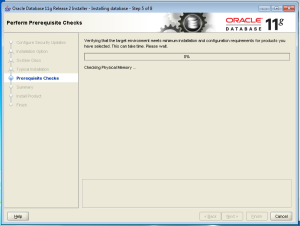 Oracle Database 11g Release 2 Installer - Installing database - Step 5 of 8
Perform Prerequisite Checks
ORACLE
DATABASE 11g
Configure Security Updates
Installation Option
System Class
Typical Installation
Prerequisite Checks
Summary
Install Product
Finish
Verifying that the target environment meets minimum installation and configuration requirements for products you
have selected. This can take time. Please wait.
0%
Checking Physical Memory ...
Help
< Back
Next >
Finish
Cancel